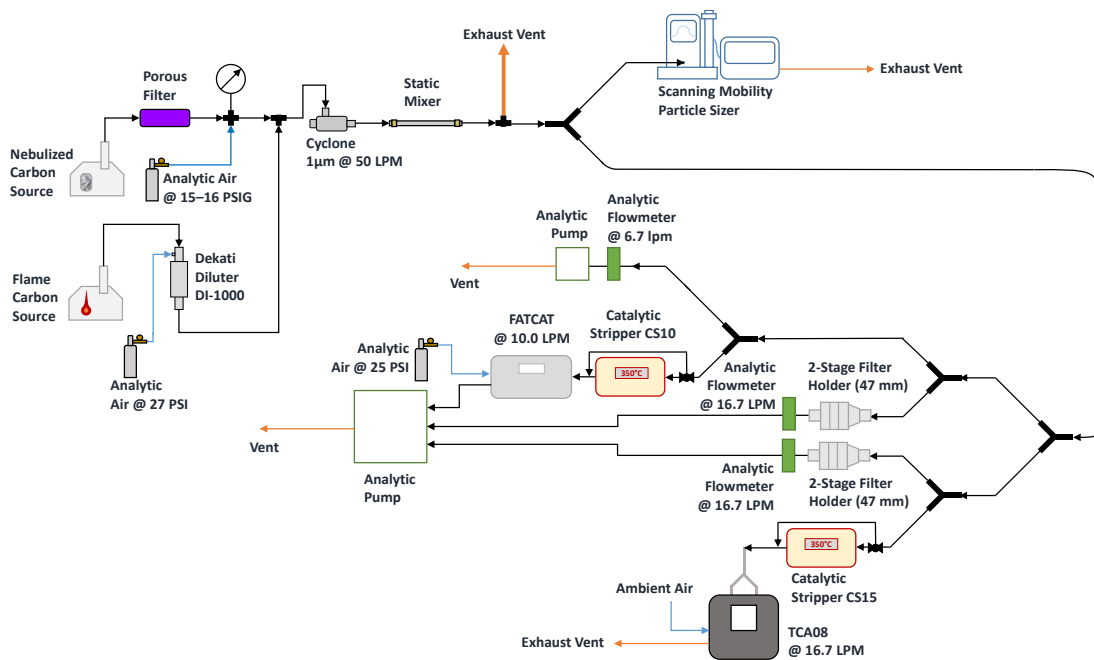 Exhaust Vent
Porous
Filter
Static
Mixer
Exhaust Vent
Scanning Mobility
Particle Sizer
Cyclone
1µm @ 50 LPM
Nebulized
Carbon
Source
Analytic Air
@ 15–16 PSIG
Flame
Carbon
Source
Dekati
Diluter
DI-1000
Analytic
Air @ 27 PSI
Analytic
Pump
Analytic
Flowmeter
@ 6.7 lpm
Vent
FATCAT
@ 10.0 LPM
Catalytic
Stripper CS10
350°C
Analytic
Air @ 25 PSI
Analytic
Flowmeter
@ 16.7 LPM
2-Stage Filter
Holder (47 mm)
Vent
Analytic
Pump
Analytic
Flowmeter
@ 16.7 LPM
2-Stage Filter
Holder (47 mm)
350°C
Catalytic
Stripper CS15
Ambient Air
Exhaust Vent
TCA08
@ 16.7 LPM